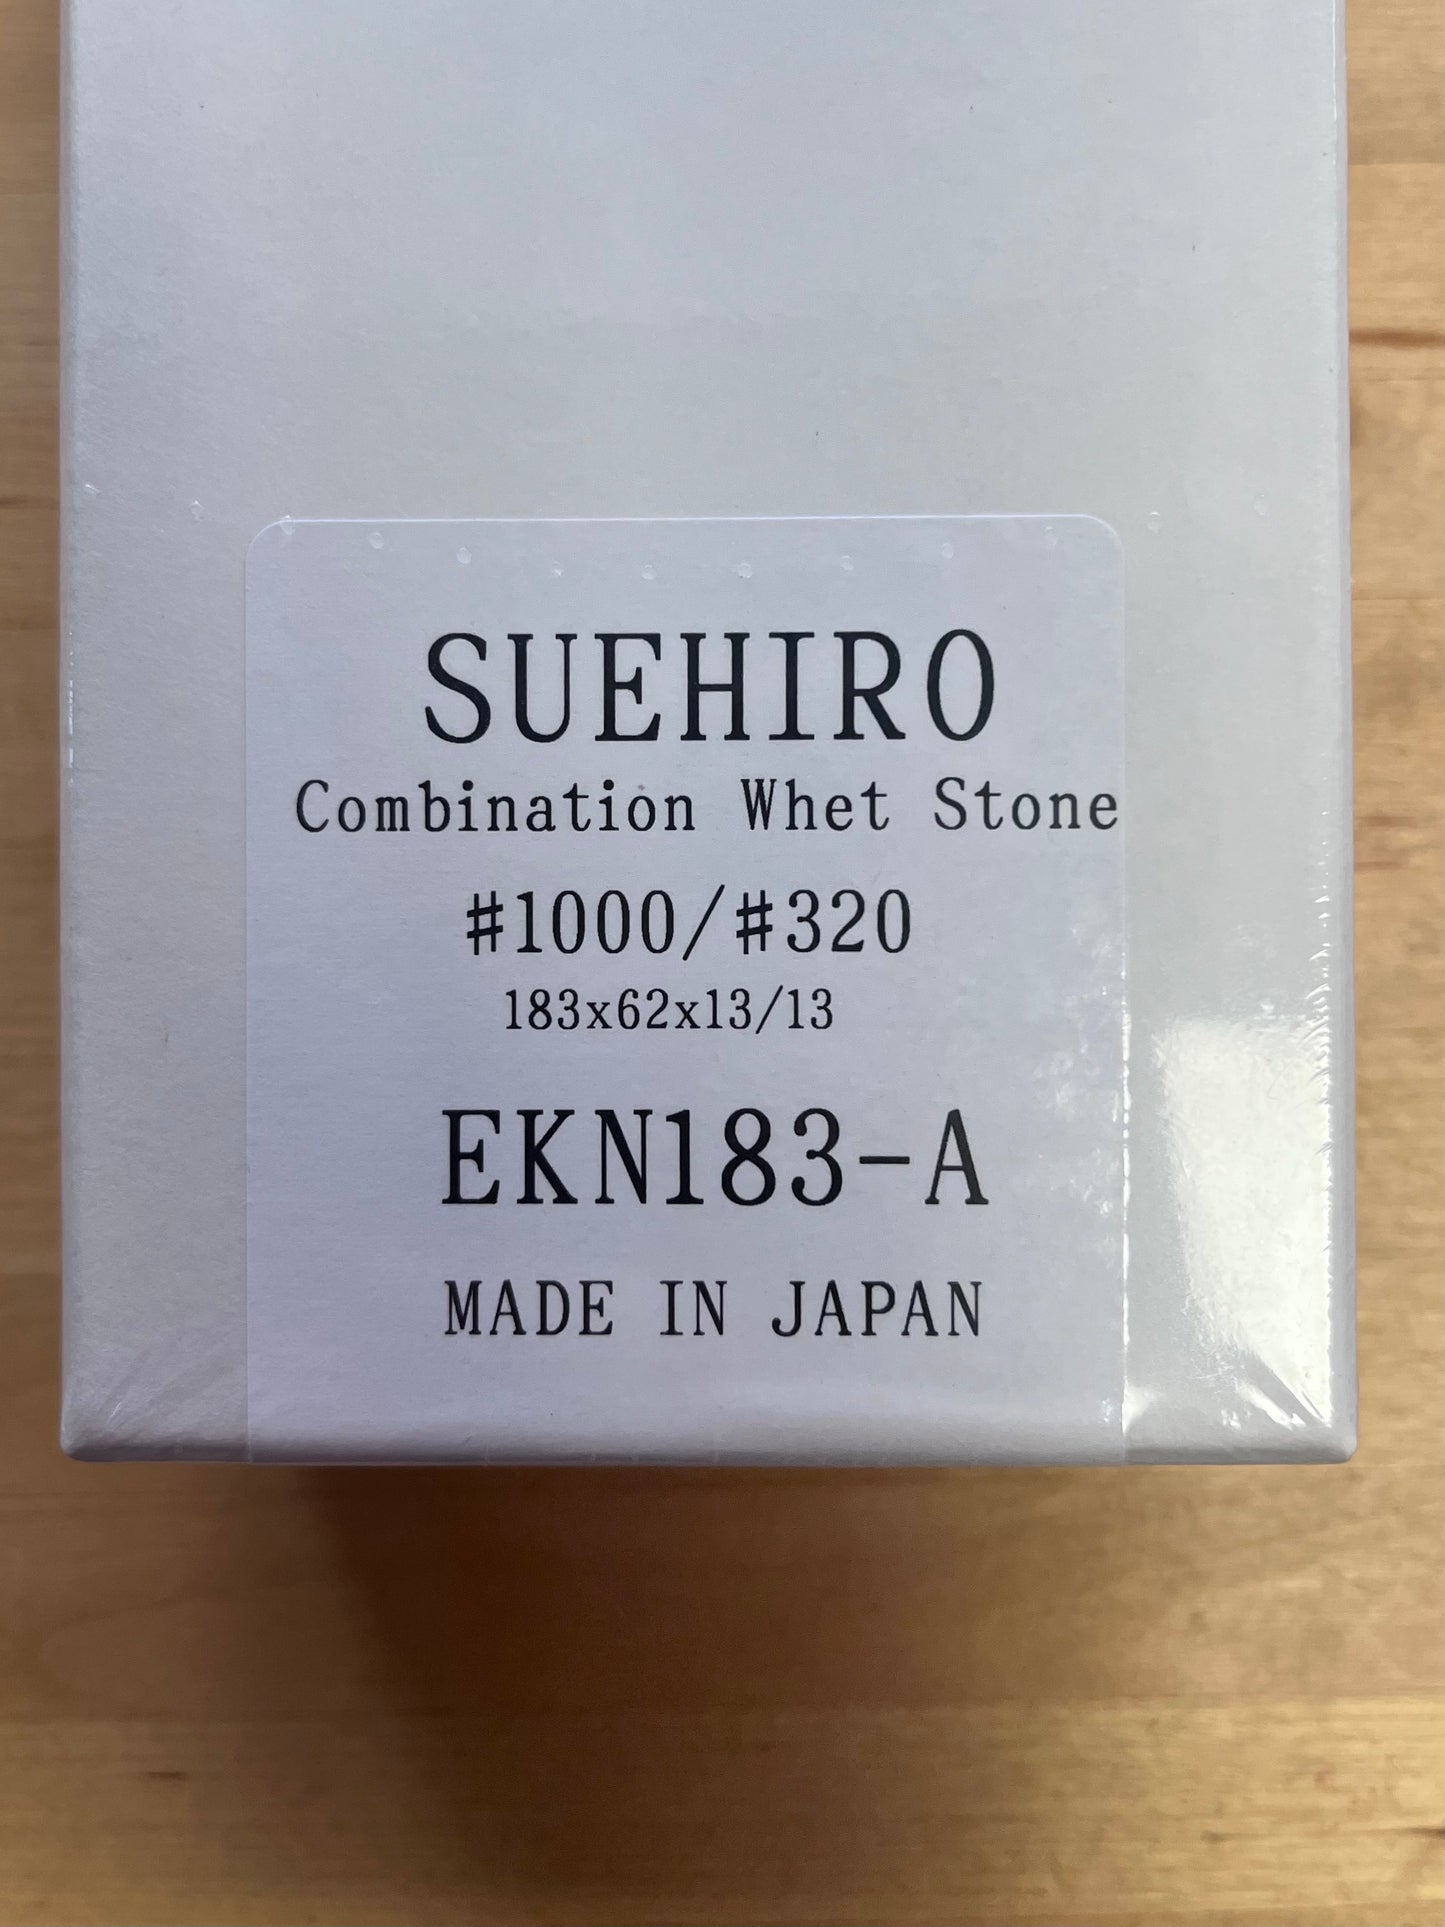 SUEHIRO
Combination Whet Stone
#1000/#320
183x62x13/13
EKN183-A
MADE IN JAPAN